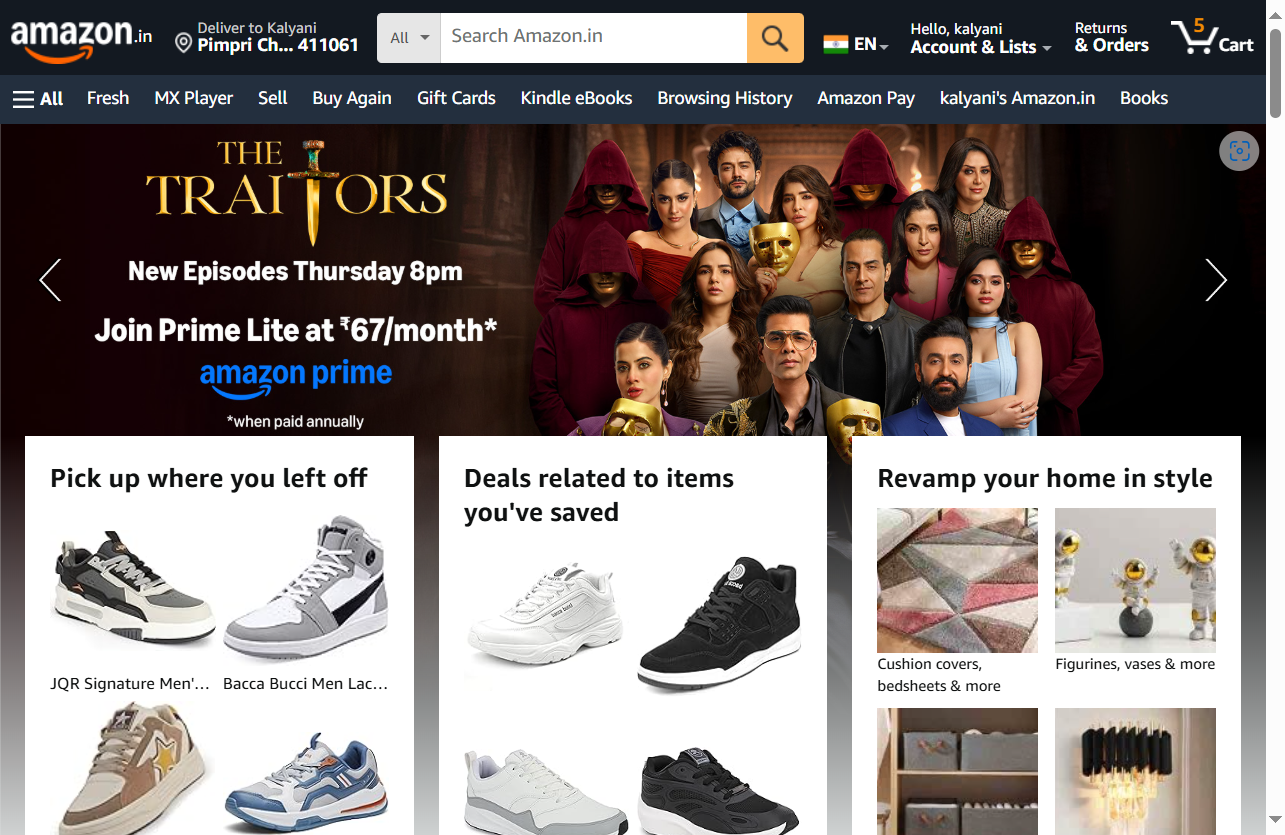 amazon.in
Deliver to Kalyani
Pimpri Ch... 411061
All
Search Amazon.in
EN
Hello, kalyani
Account & Lists
Returns
& Orders
5
Cart
All
Fresh
MX Player
Sell
Buy Again
Gift Cards
Kindle eBooks
Browsing History
Amazon Pay
kalyani's Amazon.in
Books
THE
TRAITORS
New Episodes Thursday 8pm
Join Prime Lite at ₹67/month*
amazon prime
*when paid annually
Pick up where you left off
JQR Signature Men'...
Bacca Bucci Men Lac...
Deals related to items
you've saved
bacca bucci
Revamp your home in style
Cushion covers,
bedsheets & more
Figurines, vases & more